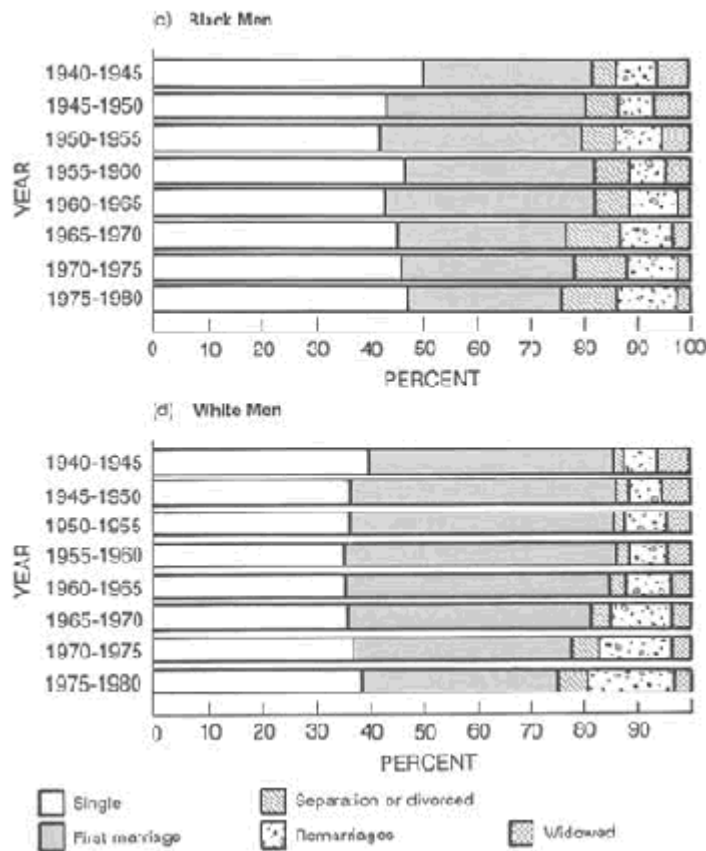 c) Black Men
YEAR
1940-1945
1945-1950
1950-1955
1955-1960
1960-1965
1965-1970
1970-1975
1975-1980
0 10 20 30 40 50 60 70 80 90 100
PERCENT
(d) White Men
YEAR
1940-1945
1945-1950
1950-1955
1955-1960
1960-1965
1965-1970
1970-1975
1975-1980
0 10 20 30 40 50 60 70 80 90
PERCENT
Single
Separation or divorced
First marriage
Remarriages
Widowed